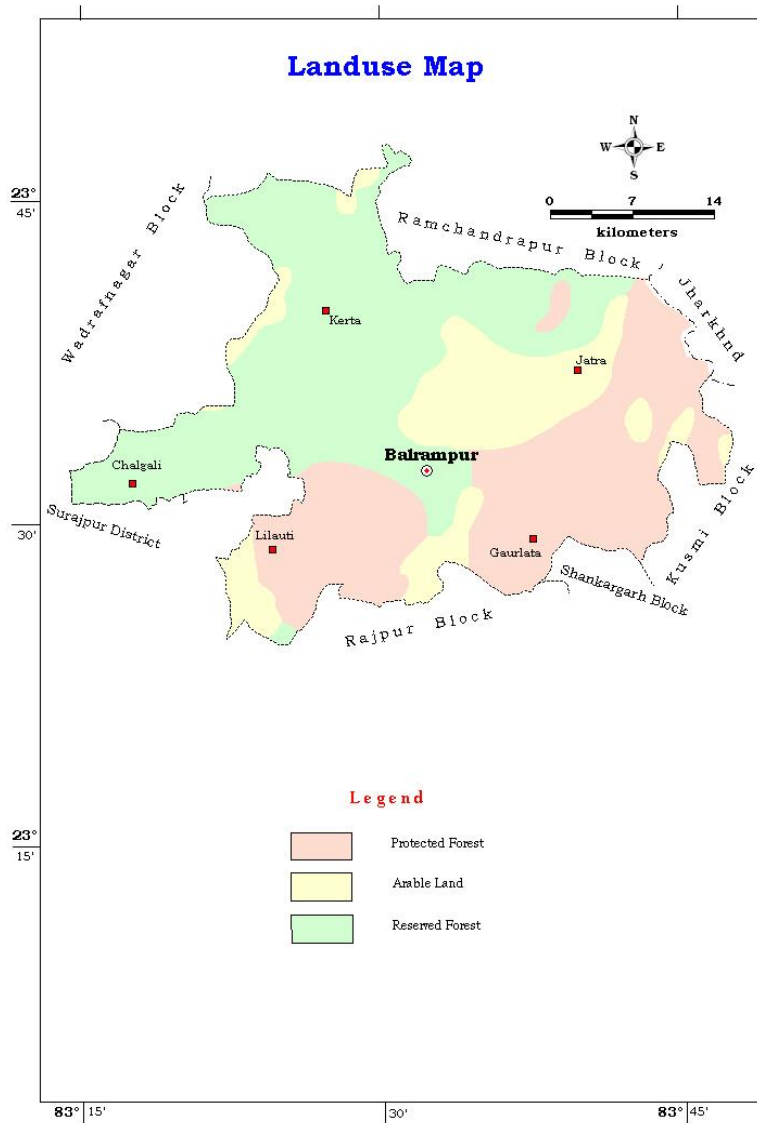 Landuse Map
N
W E
S
0 7 14
kilometers
23°
45'
Wadrafnagar Block
Ramchandrapur Block
Jharkhnd
Kerta
Jatra
Balrampur
Chalgali
Surajpur District
30'
Lilauti
Gaurlata
Kusmi Block
Shankargarh Block
Rajpur Block
Legend
23°
15'
Protected Forest
Arable Land
Reserved Forest
83° 15'
30'
83° 45'